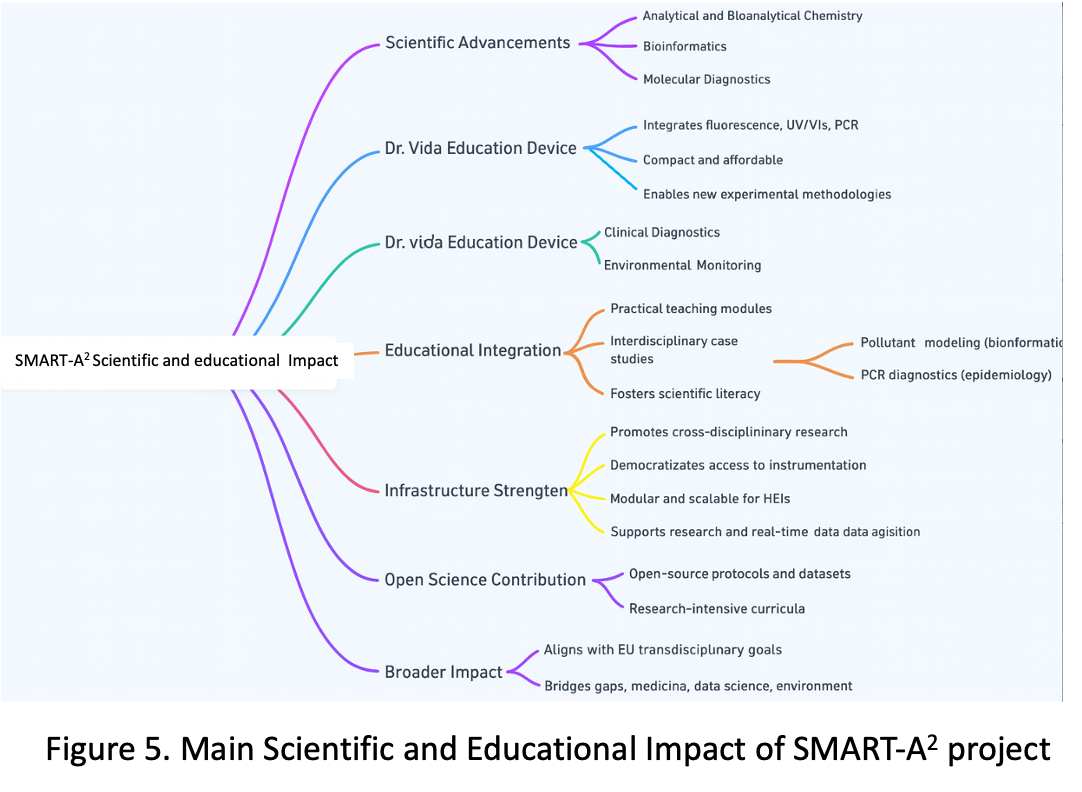 Analytical and Bloanalytical Chemistry
Scientific Advancements
Bioinformatics
Molecular Diagnostics
Integrates fluorescence, UV/VIs, PCR
Dr. Vida Education Device
Compact and affordable
Enables new experimental methodologies
Clinical Diagnostics
Dr. vida Education Device
Environmental Monitoring
Practical teaching modules
Educational Integration
Interdisciplinary case
studies
Pollutant modeling (bionformatic
PCR diagnostics (epidemiology)
Fosters scientific literacy
SMART-A² Scientific and educational Impact
Promotes cross-disciplininary research
Democratizates access to instrumentation
Infrastructure Strengten
Modular and scalable for HEIs
Supports research and real-time data data agisition
Open Science Contribution
Open-source protocols and datasets
Research-intensive curricula
Aligns with EU transdisciplınary goals
Broader Impact
Bridges gaps, medicina, data science, environment
Figure 5. Main Scientific and Educational Impact of SMART-A² project